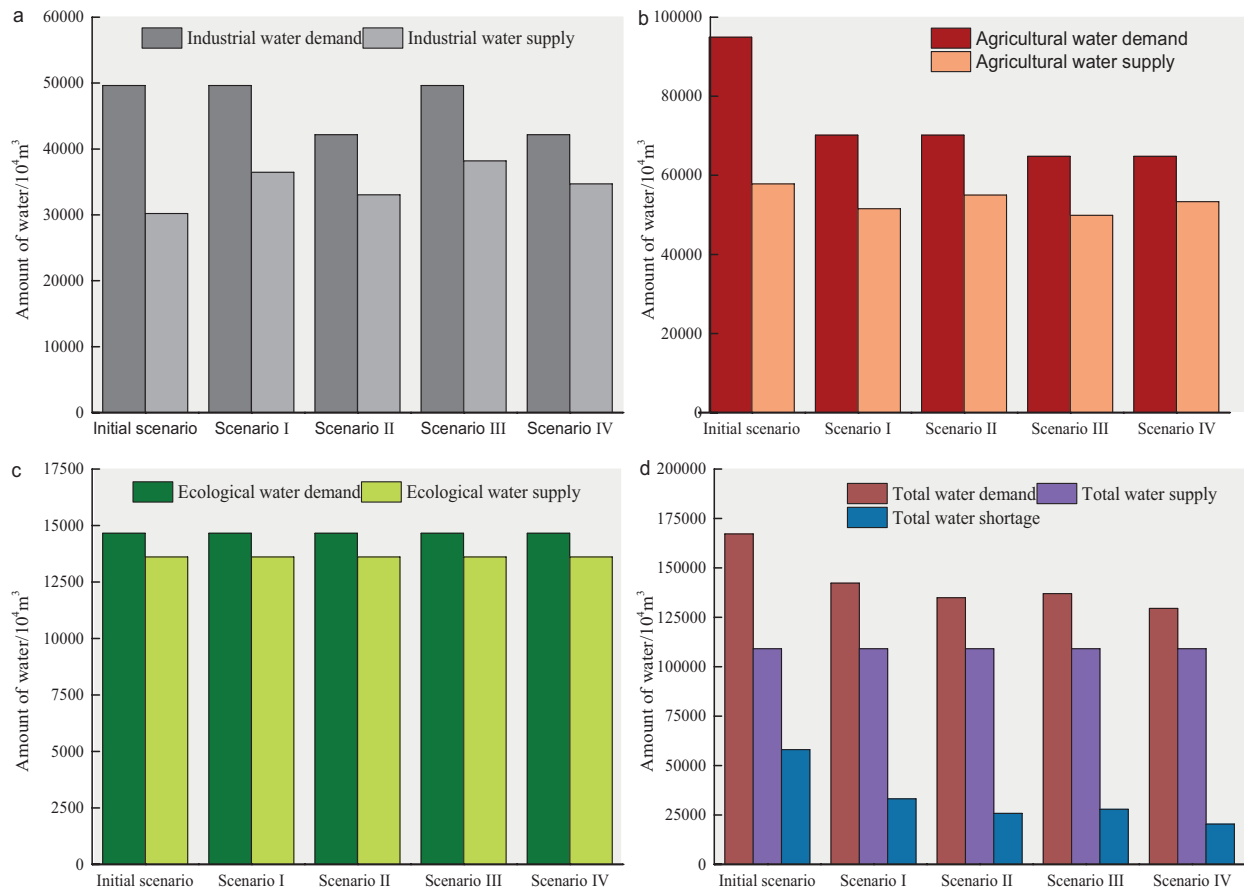 a
60000
50000
40000
30000
20000
10000
0
Amount of water/10⁴m³
Industrial water demand
Industrial water supply
Initial scenario
Scenario I
Scenario II
Scenario III
Scenario IV
b
100000
80000
60000
40000
20000
0
Amount of water/10⁴m³
Agricultural water demand
Agricultural water supply
Initial scenario
Scenario I
Scenario II
Scenario III
Scenario IV
c
17500
15000
12500
10000
7500
5000
2500
0
Amount of water/10⁴m³
Ecological water demand
Ecological water supply
Initial scenario
Scenario I
Scenario II
Scenario III
Scenario IV
d
200000
175000
150000
125000
100000
75000
50000
25000
0
Amount of water/10⁴m³
Total water demand
Total water supply
Total water shortage
Initial scenario
Scenario I
Scenario II
Scenario III
Scenario IV